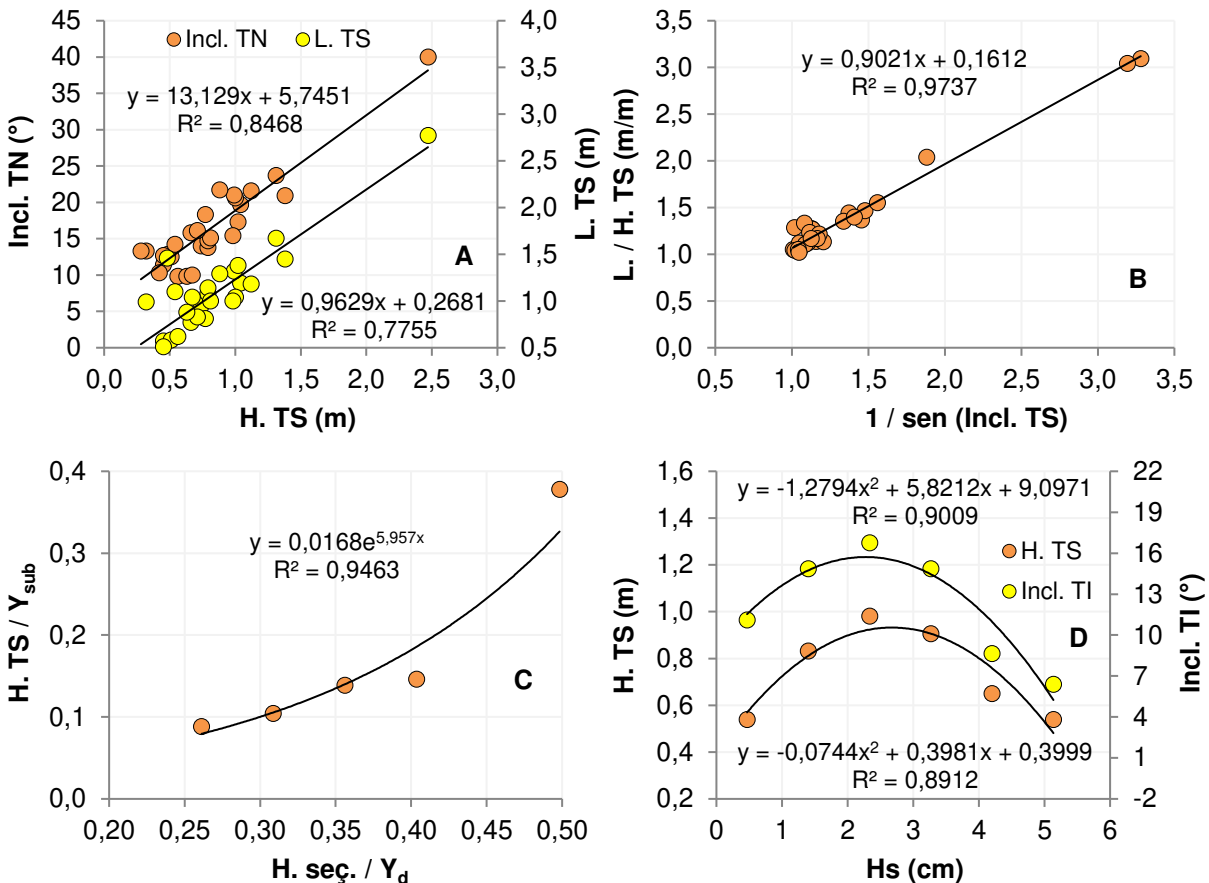 Incl. TN
L. TS
y = 13,129x + 5,7451
R² = 0,8468
y = 0,9629x + 0,2681
R² = 0,7755
A
45
40
35
30
25
20
15
10
5
0
Incl. TN (°)
4,0
3,5
3,0
2,5
2,0
1,5
1,0
0,5
L. TS (m)
0,0 0,5 1,0 1,5 2,0 2,5 3,0
H. TS (m)
y = 0,9021x + 0,1612
R² = 0,9737
B
3,5
3,0
2,5
2,0
1,5
1,0
0,5
0,0
L. / H. TS (m/m)
0,5 1,0 1,5 2,0 2,5 3,0 3,5
1 / sen (Incl. TS)
y = 0,0168e^5,957x
R² = 0,9463
C
0,4
0,3
0,2
0,1
0,0
H. TS / Ysub
0,20 0,25 0,30 0,35 0,40 0,45 0,50
H. seç. / Yd
y = -1,2794x² + 5,8212x + 9,0971
R² = 0,9009
H. TS
Incl. TI
D
y = -0,0744x² + 0,3981x + 0,3999
R² = 0,8912
1,6
1,4
1,2
1,0
0,8
0,6
0,4
0,2
H. TS (m)
22
19
16
13
10
7
4
1
-2
Incl. TI (°)
0 1 2 3 4 5 6
Hs (cm)